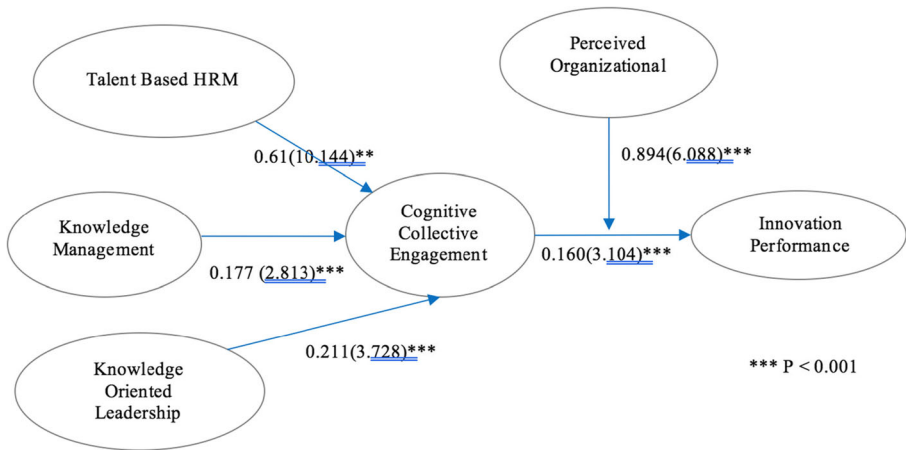 Perceived
Organizational
Talent Based HRM
0.894(6.088)***
0.61(10.144)**
Knowledge
Management
Cognitive
Collective
Engagement
Innovation
Performance
0.160(3.104)***
0.177 (2.813)***
0.211(3.728)***
*** P < 0.001
Knowledge
Oriented
Leadership